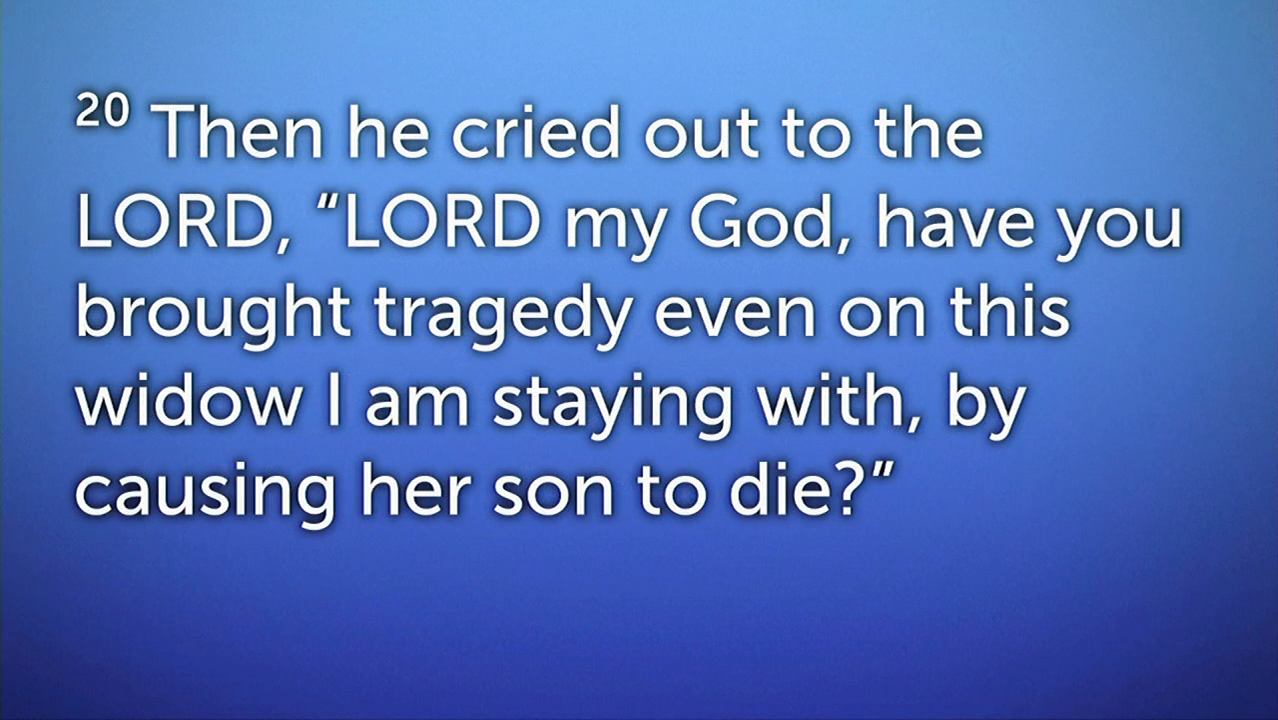 20 Then he cried out to the
LORD, “LORD my God, have you
brought tragedy even on this
widow I am staying with, by
causing her son to die?”